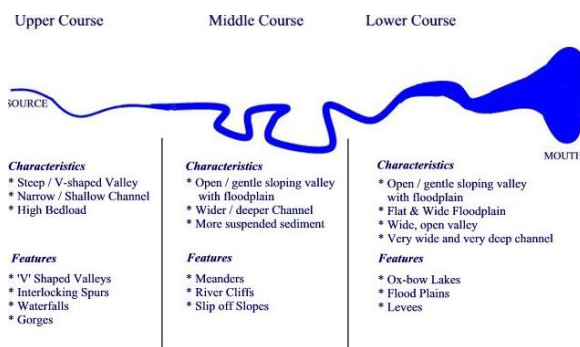 Upper Course
Middle Course
Lower Course
SOURCE
MOUTH
Characteristics
* Steep / V-shaped Valley
* Narrow / Shallow Channel
* High Bedload
Features
* 'V' Shaped Valleys
* Interlocking Spurs
* Waterfalls
* Gorges
Characteristics
* Open / gentle sloping valley
with floodplain
* Wider / deeper Channel
* More suspended sediment
Features
* Meanders
* River Cliffs
* Slip off Slopes
Characteristics
* Open / gentle sloping valley
with floodplain
* Flat & Wide Floodplain
* Wide, open valley
* Very wide and very deep channel
Features
* Ox-bow Lakes
* Flood Plains
* Levees